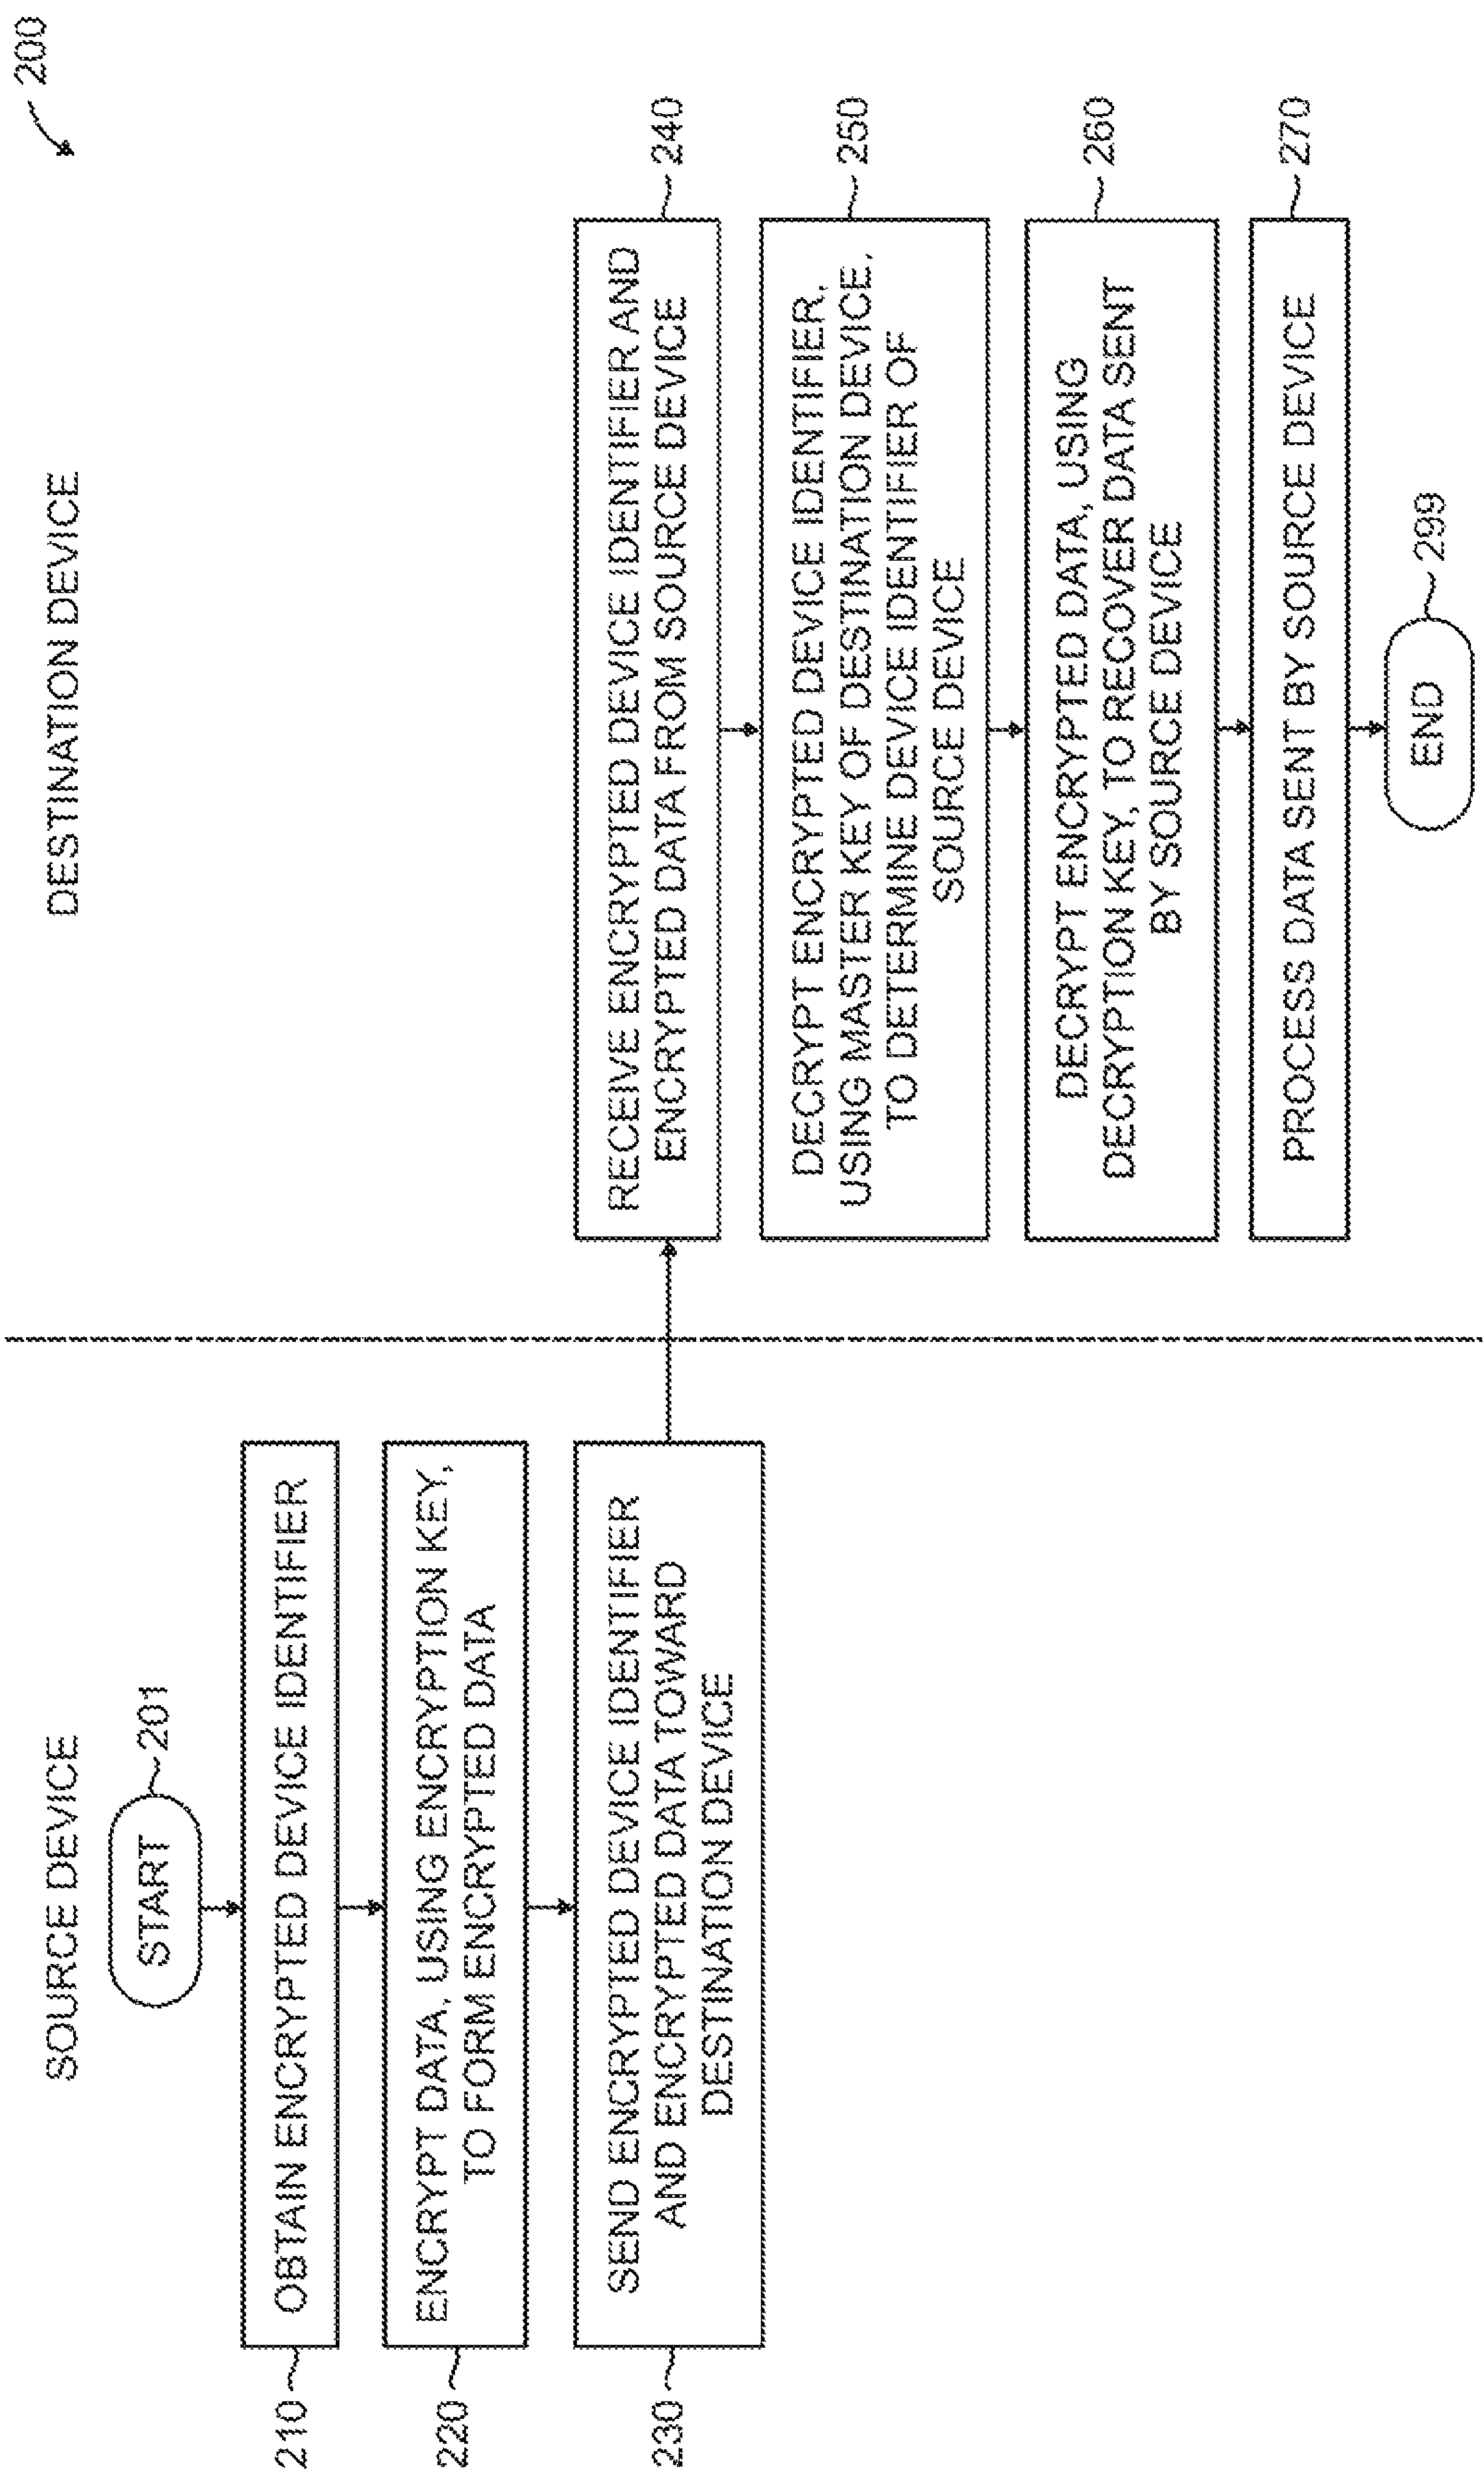 200
SOURCE DEVICE
DESTINATION DEVICE
START
201
OBTAIN ENCRYPTED DEVICE IDENTIFIER
210
ENCRYPT DATA, USING ENCRYPTION KEY,
TO FORM ENCRYPTED DATA
220
SEND ENCRYPTED DEVICE IDENTIFIER
AND ENCRYPTED DATA TOWARD
DESTINATION DEVICE
230
RECEIVE ENCRYPTED DEVICE IDENTIFIER AND
ENCRYPTED DATA FROM SOURCE DEVICE
240
DECRYPT ENCRYPTED DEVICE IDENTIFIER,
USING MASTER KEY OF DESTINATION DEVICE,
TO DETERMINE DEVICE IDENTIFIER OF
SOURCE DEVICE
250
DECRYPT ENCRYPTED DATA, USING
DECRYPTION KEY, TO RECOVER DATA SENT
BY SOURCE DEVICE
260
PROCESS DATA SENT BY SOURCE DEVICE
270
END
299